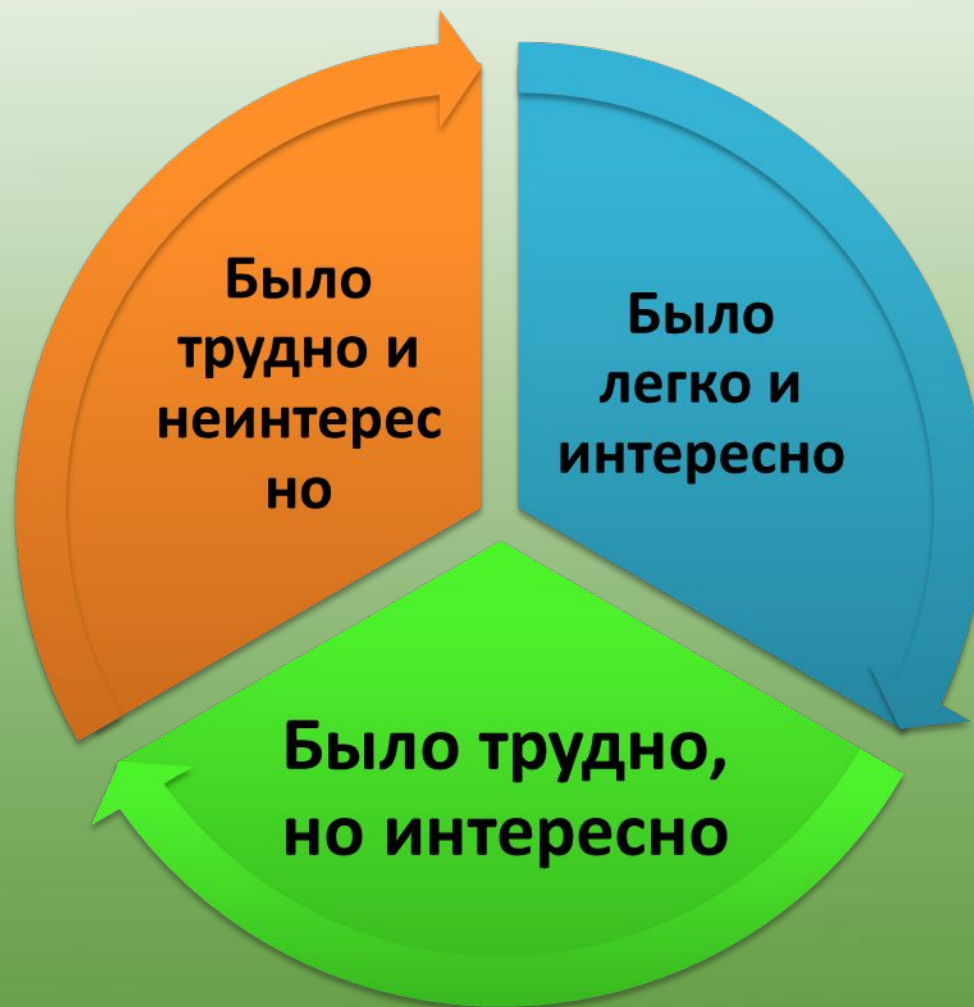 Было
трудно и
неинтерес
но
Было
легко и
интересно
Было трудно,
но интересно